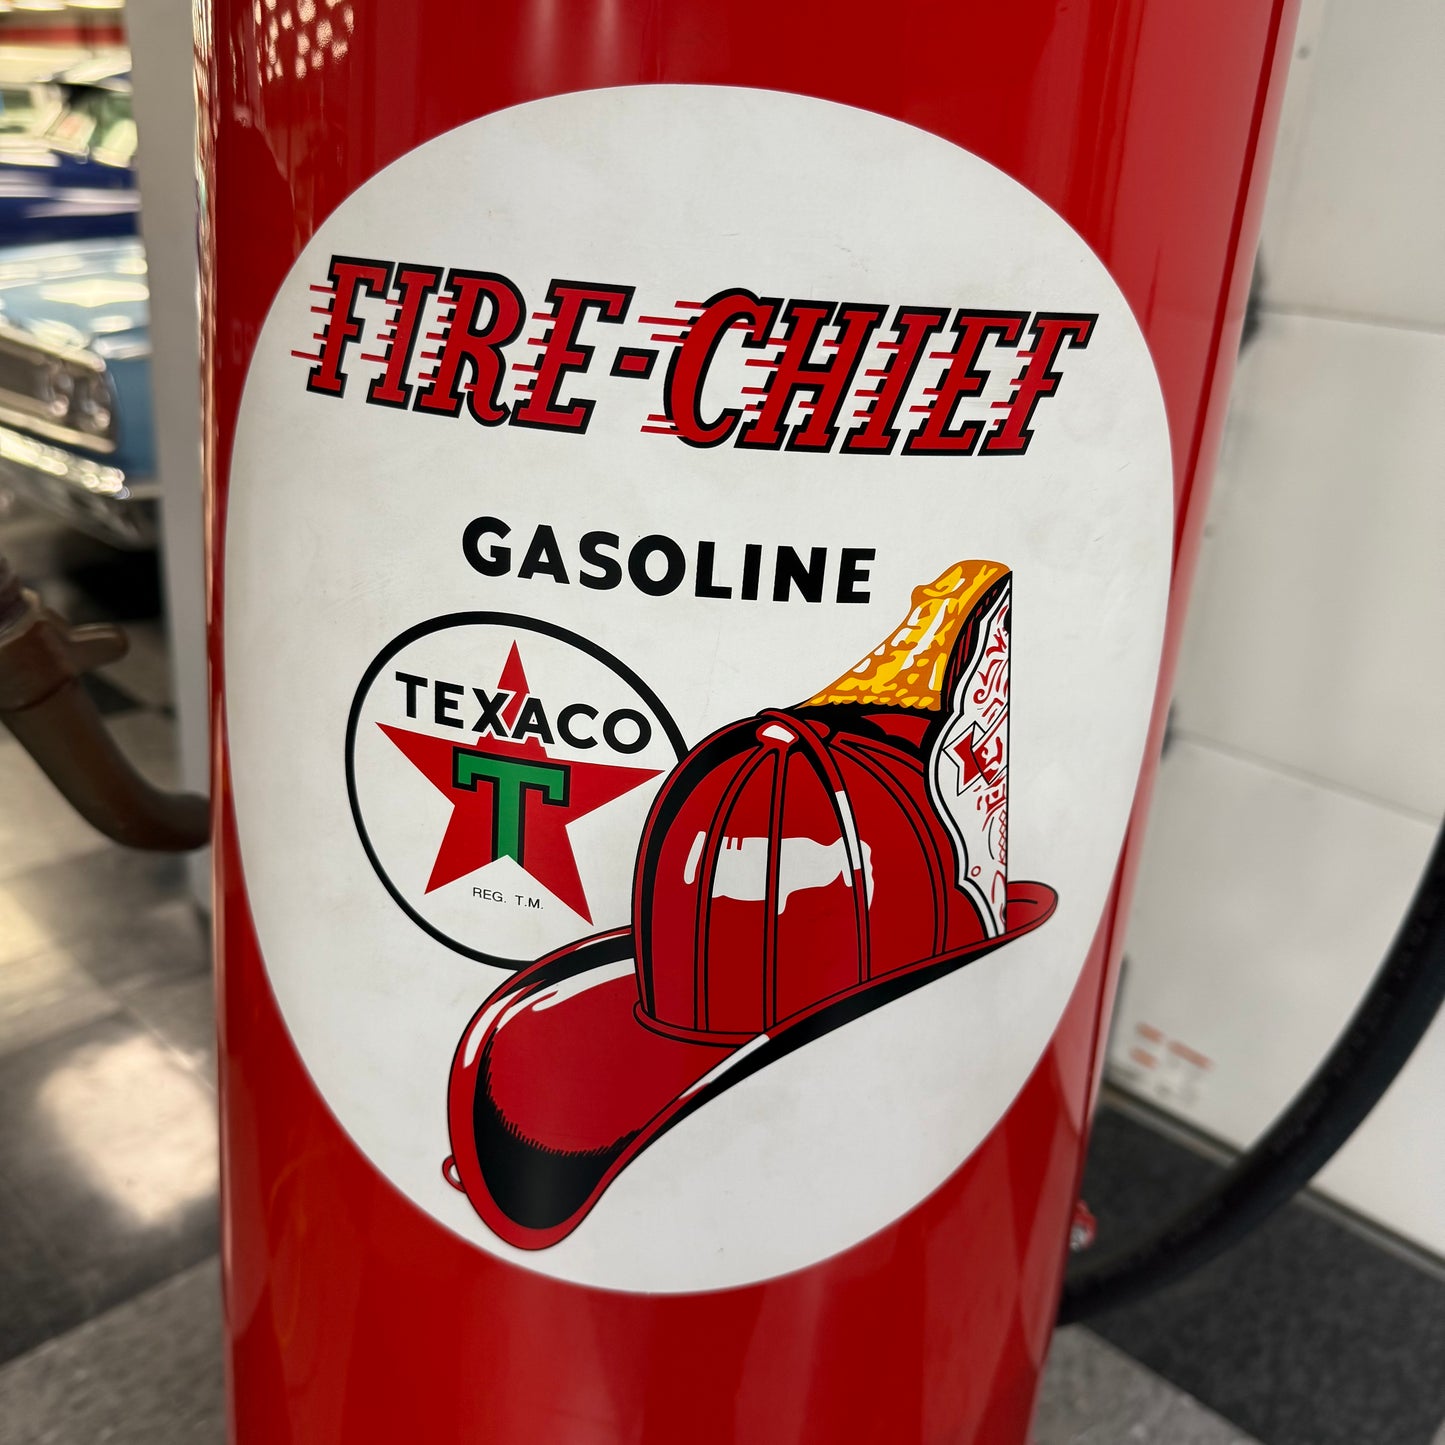 FIRE-CHIEF
GASOLINE
TEXACO
T
REG. T.M.